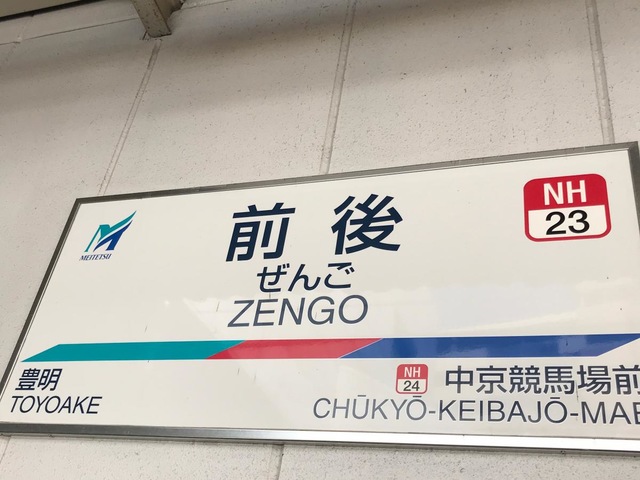 MEITETSU
前後
ぜんご
ZENGO
NH
23
豊明
TOYOAKE
NH
24
中京競馬場前
CHŪKYŌ-KEIBAJŌ-MAE